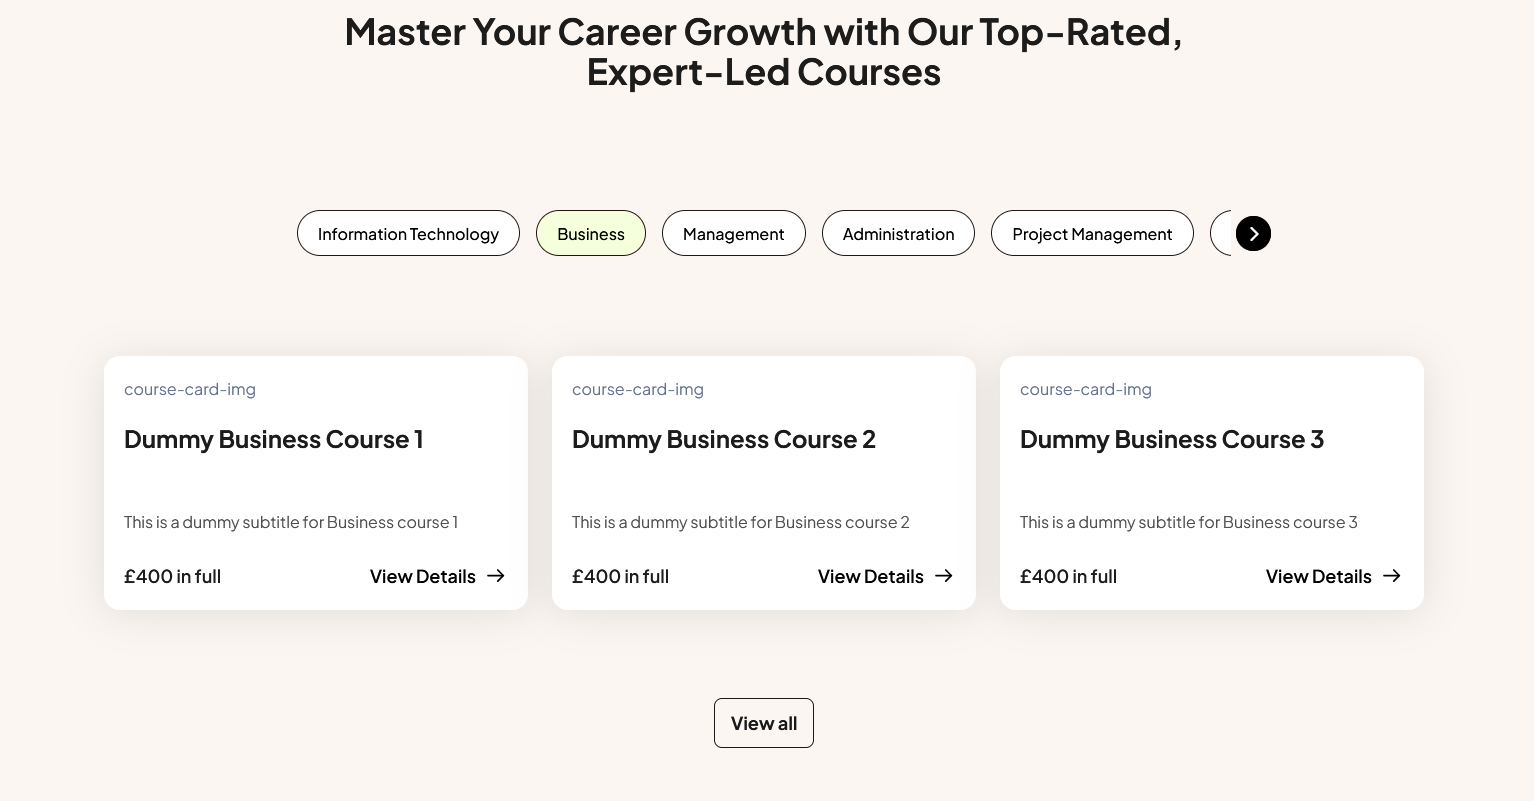 Master Your Career Growth with Our Top-Rated,
Expert-Led Courses
Information Technology
Business
Management
Administration
Project Management
course-card-img
Dummy Business Course 1
This is a dummy subtitle for Business course 1
£400 in full
View Details
course-card-img
Dummy Business Course 2
This is a dummy subtitle for Business course 2
£400 in full
View Details
course-card-img
Dummy Business Course 3
This is a dummy subtitle for Business course 3
£400 in full
View Details
View all